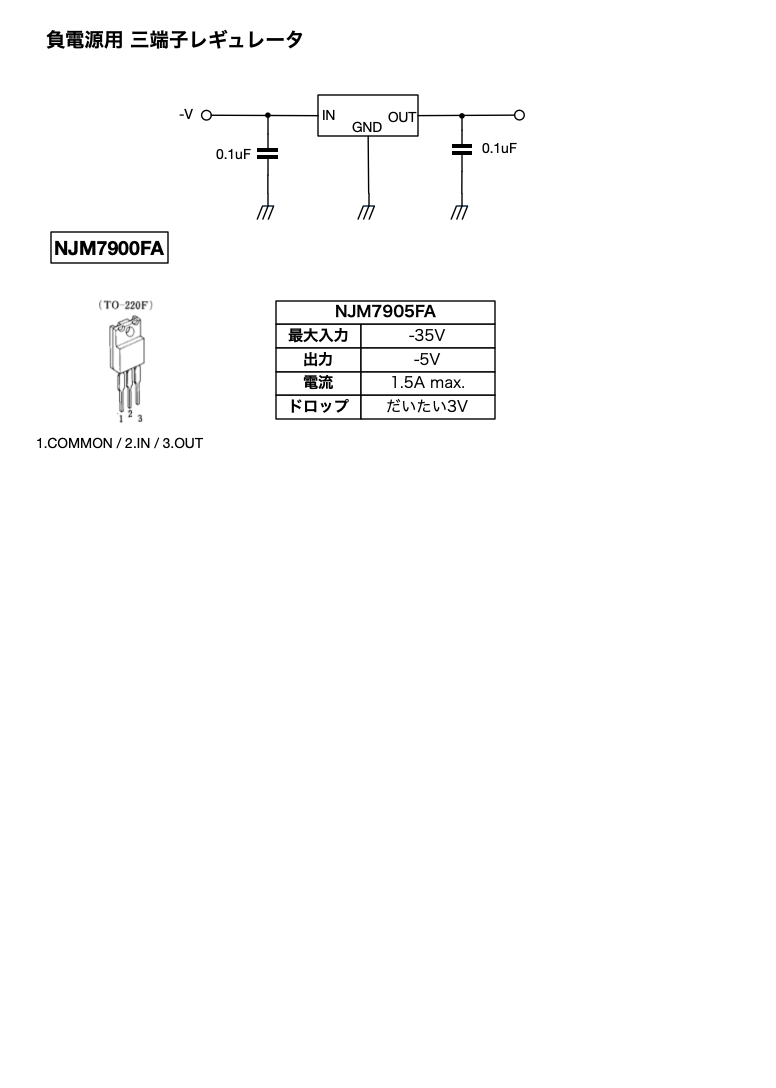 負電源用 三端子レギュレータ
-V
IN
OUT
GND
0.1uF
0.1uF
NJM7900FA
(TO-220F)
1 2 3
1.COMMON / 2.IN / 3.OUT
NJM7905FA
最大入力 -35V
出力 -5V
電流 1.5A max.
ドロップ だいたい3V